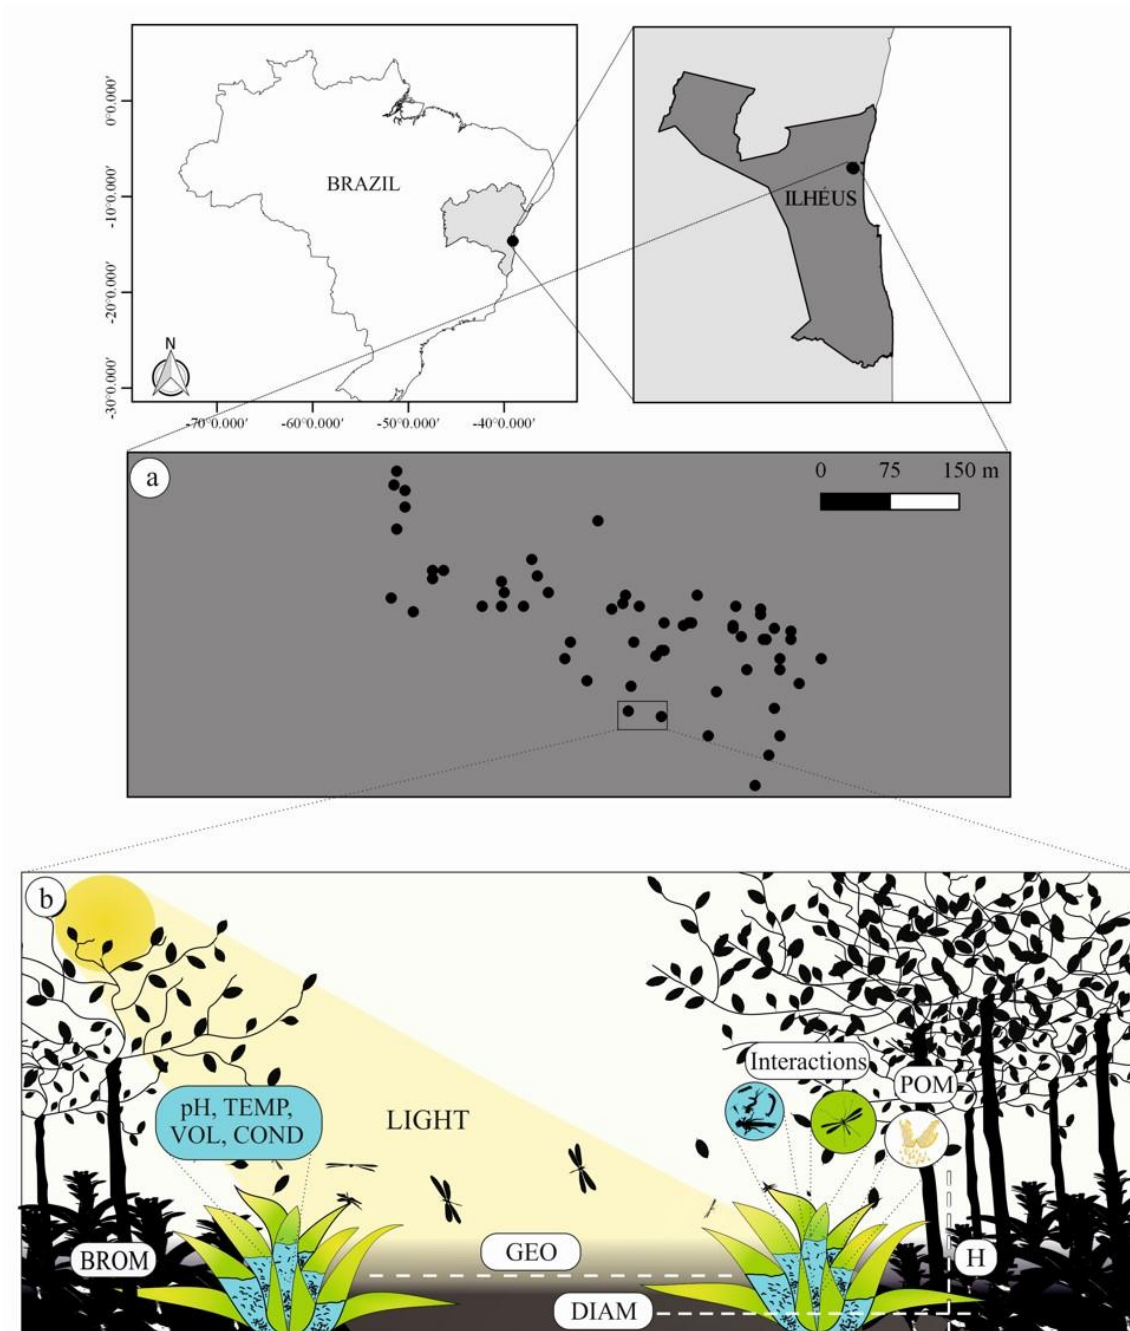 BRAZIL
ILHÉUS
0°0.000'
-10°0.000'
-20°0.000'
-30°0.000'
N
-70°0.000'
-60°0.000'
-50°0.000'
-40°0.000'
a
0 75 150 m
b
Interactions
POM
pH, TEMP,
VOL, COND
LIGHT
BROM
GEO
H
DIAM